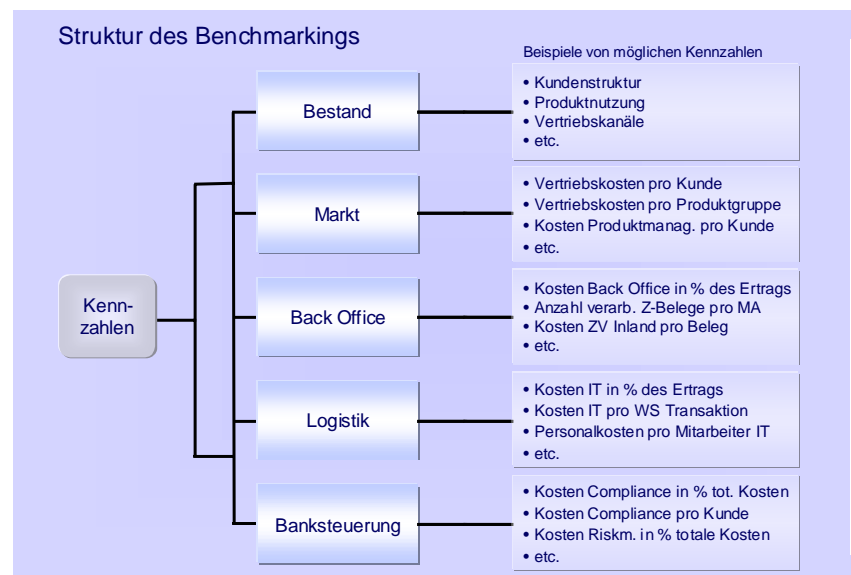 Struktur des Benchmarkings
Beispiele von möglichen Kennzahlen
Kenn-
zahlen
Bestand
• Kundenstruktur
• Produktnutzung
• Vertriebskanäle
• etc.
Markt
• Vertriebskosten pro Kunde
• Vertriebskosten pro Produktgruppe
• Kosten Produktmanag. pro Kunde
• etc.
Back Office
• Kosten Back Office in % des Ertrags
• Anzahl verarb. Z-Belege pro MA
• Kosten ZV Inland pro Beleg
• etc.
Logistik
• Kosten IT in % des Ertrags
• Kosten IT pro WS Transaktion
• Personalkosten pro Mitarbeiter IT
• etc.
Banksteuerung
• Kosten Compliance in % tot. Kosten
• Kosten Compliance pro Kunde
• Kosten Riskm. in % totale Kosten
• etc.